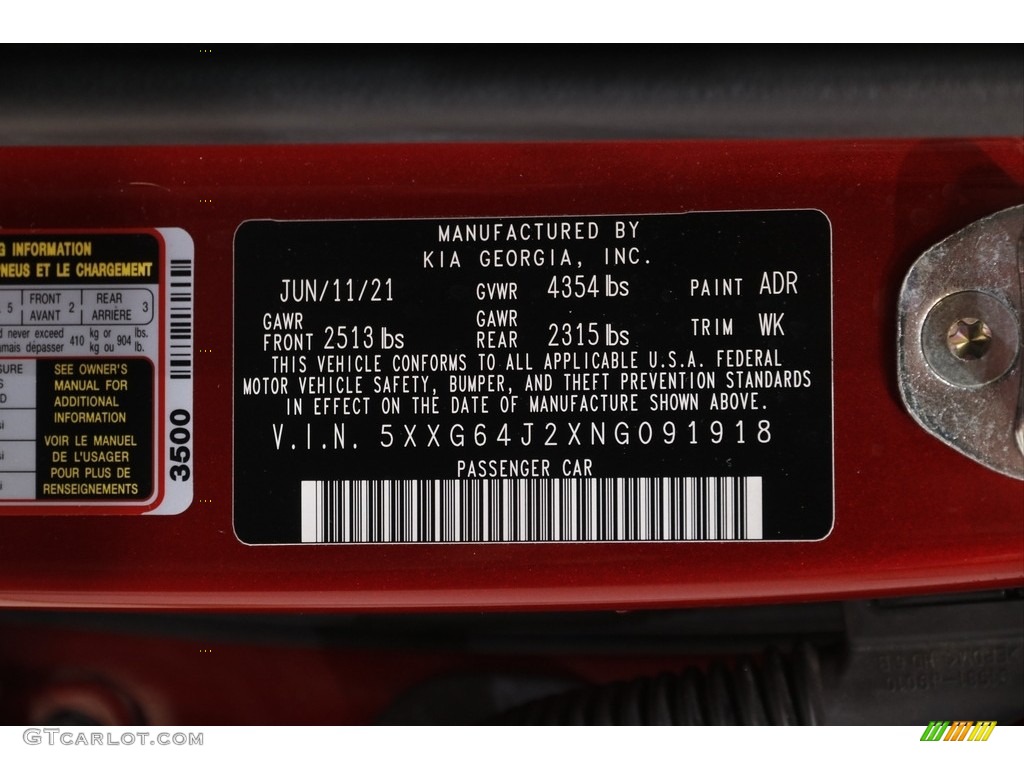 G INFORMATION
PNEUS ET LE CHARGEMENT
5 FRONT AVANT 2 REAR ARRIÈRE 3
d never exceed 410 kg or 904 lbs.
amais dépasser kg ou lb.
SURE
SEE OWNER'S
MANUAL FOR
ADDITIONAL
INFORMATION
VOIR LE MANUEL
DE L'USAGER
POUR PLUS DE
RENSEIGNEMENTS
3500
MANUFACTURED BY
KIA GEORGIA, INC.
JUN/11/21 GVWR 4354 lbs PAINT ADR
GAWR FRONT 2513 lbs GAWR REAR 2315 lbs TRIM WK
THIS VEHICLE CONFORMS TO ALL APPLICABLE U.S.A. FEDERAL
MOTOR VEHICLE SAFETY, BUMPER, AND THEFT PREVENTION STANDARDS
IN EFFECT ON THE DATE OF MANUFACTURE SHOWN ABOVE.
V.I.N. 5XXG64J2XNG091918
PASSENGER CAR
GTCarlot.com